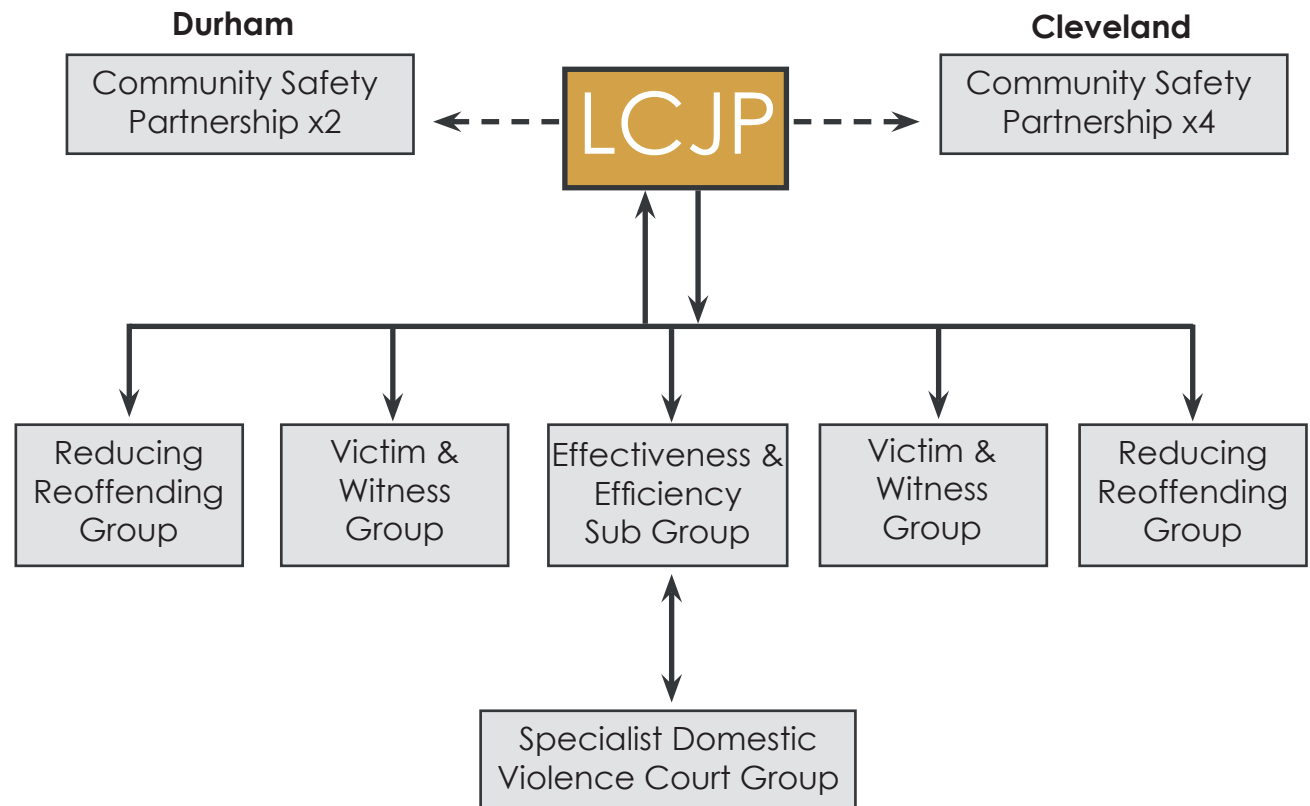 Durham
Community Safety
Partnership x2
LCJP
Cleveland
Community Safety
Partnership x4
Reducing
Reoffending
Group
Victim &
Witness
Group
Effectiveness &
Efficiency
Sub Group
Victim &
Witness
Group
Reducing
Reoffending
Group
Specialist Domestic
Violence Court Group